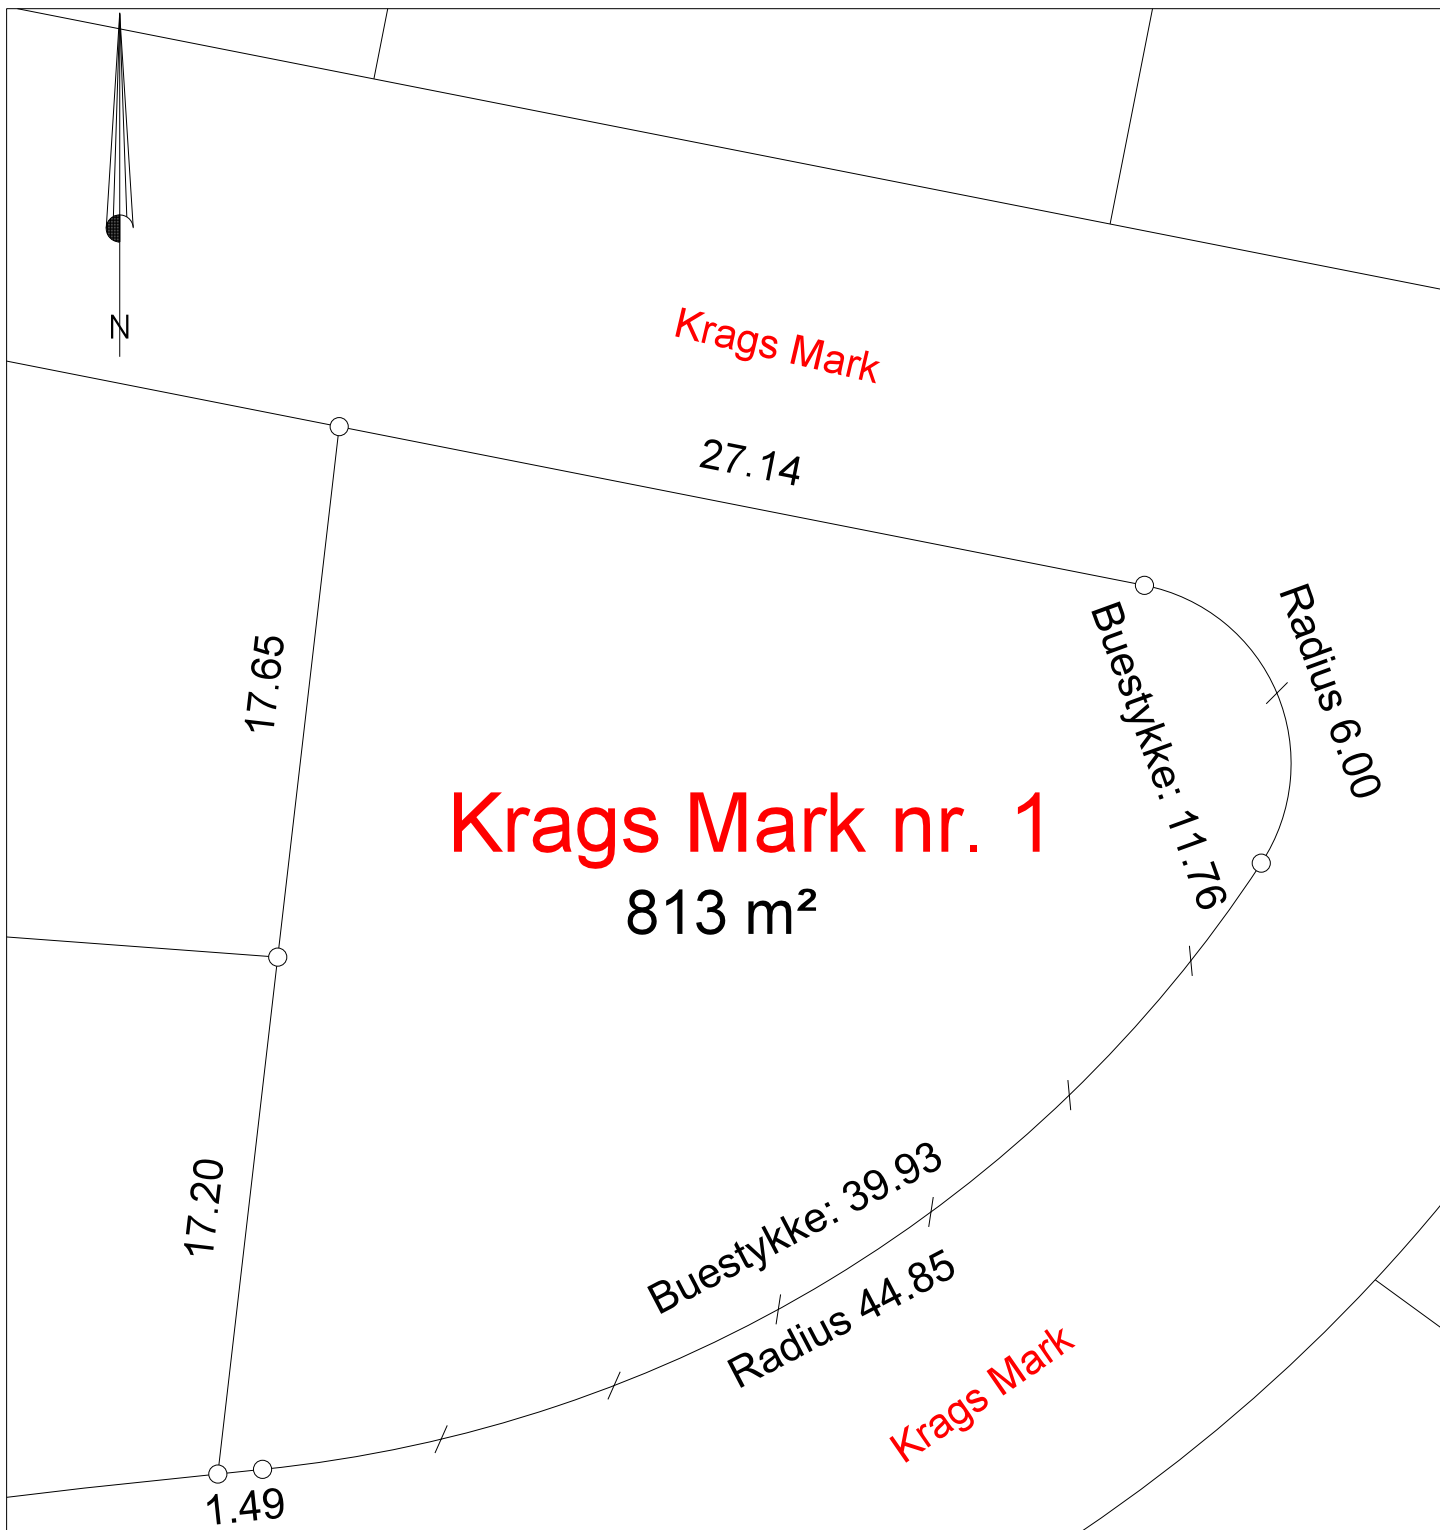 N
Krags Mark
27.14
Radius 6.00
Buestykke: 11.76
17.65
Krags Mark nr. 1
813 m²
17.20
Buestykke: 39.93
Radius 44.85
Krags Mark
1.49